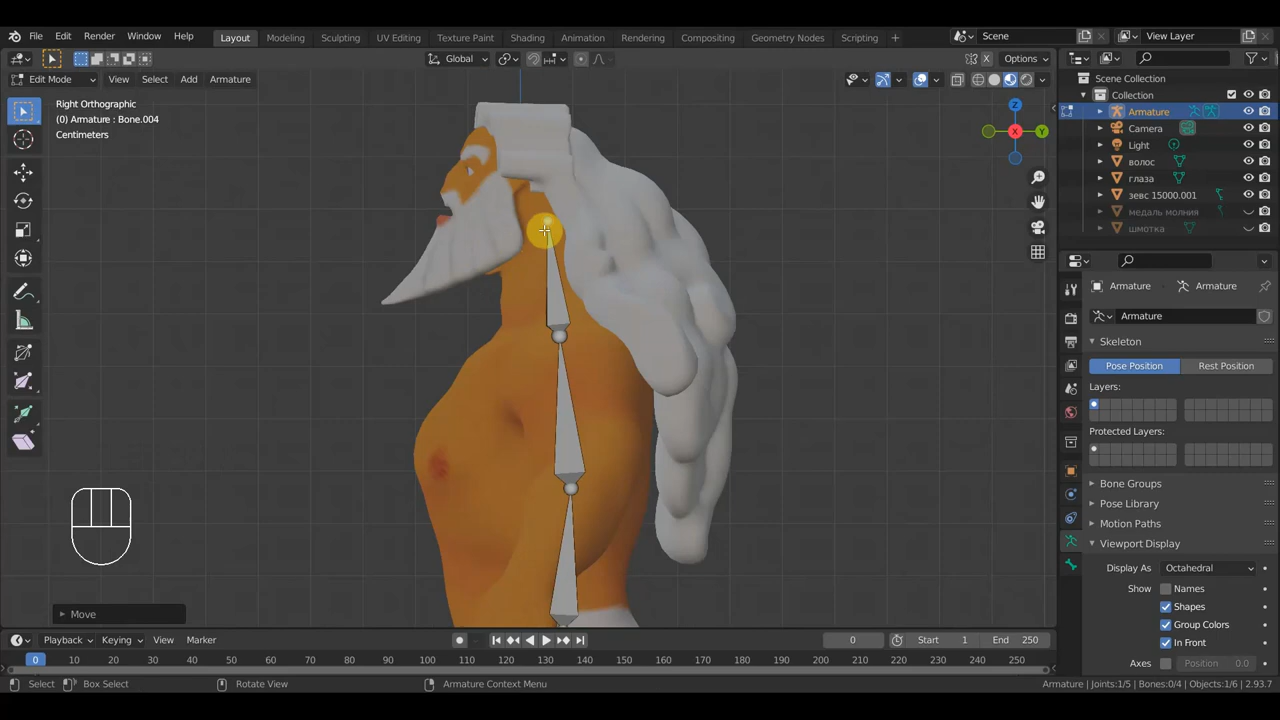 File Edit Render Window Help Layout Modeling Sculpting UV Editing Texture Paint Shading Animation Rendering Compositing Geometry Nodes Scripting + Scene View Layer
Global Options
Edit Mode View Select Add Armature
Right Orthographic
(0) Armature : Bone.004
Centimeters
Z
X
Y
Scene Collection
Collection
Armature
Camera
Light
волос
глаза
зевс 15000.001
медаль молния
шмотка
Armature Armature
Armature
Skeleton
Pose Position Rest Position
Layers:
Protected Layers:
Bone Groups
Pose Library
Motion Paths
Viewport Display
Display As Octahedral
Show Names
Shapes
Group Colors
In Front
Axes Position 0.0
Move
Playback Keying View Marker 0 Start 1 End 250
0 10 20 30 40 50 60 70 80 90 100 110 120 130 140 150 160 170 180 190 200 210 220 230 240 250
Select Box Select Rotate View Armature Context Menu Armature | Joints:1/5 | Bones:0/4 | Objects:1/6 | 2.93.7